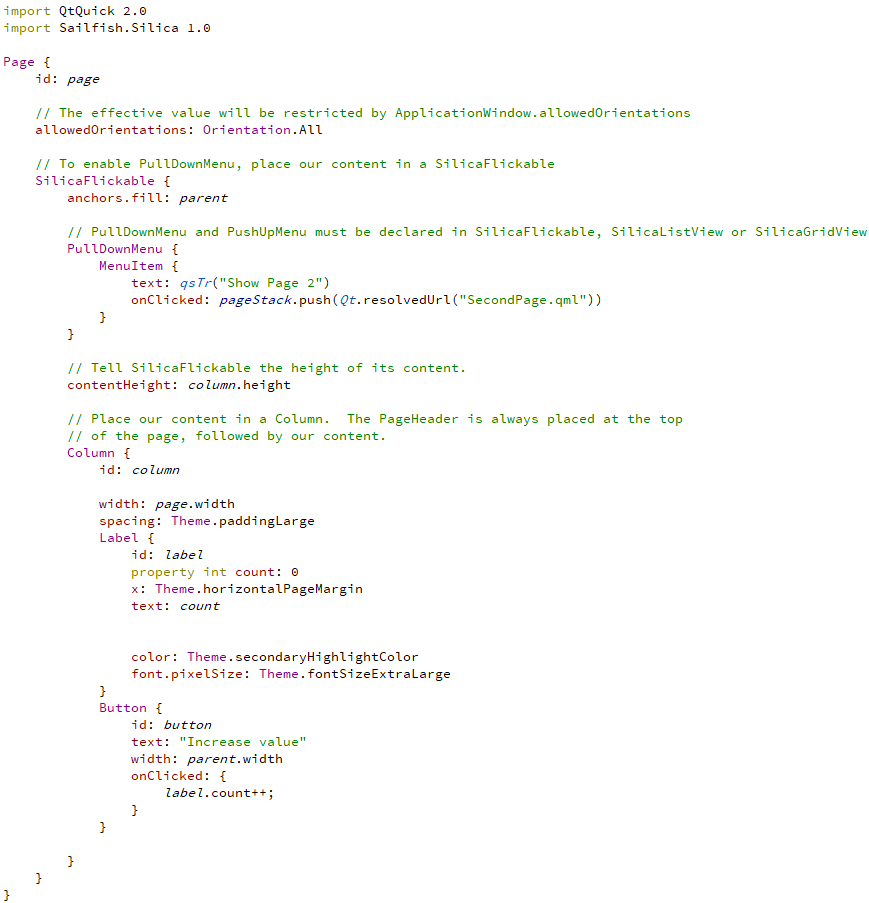 import QtQuick 2.0
import Sailfish.Silica 1.0

Page {
    id: page

    // The effective value will be restricted by ApplicationWindow.allowedOrientations
    allowedOrientations: Orientation.All

    // To enable PullDownMenu, place our content in a SilicaFlickable
    SilicaFlickable {
        anchors.fill: parent

        // PullDownMenu and PushUpMenu must be declared in SilicaFlickable, SilicaListView or SilicaGridView
        PullDownMenu {
            MenuItem {
                text: qsTr("Show Page 2")
                onClicked: pageStack.push(Qt.resolvedUrl("SecondPage.qml"))
            }
        }

        // Tell SilicaFlickable the height of its content.
        contentHeight: column.height

        // Place our content in a Column.  The PageHeader is always placed at the top
        // of the page, followed by our content.
        Column {
            id: column

            width: page.width
            spacing: Theme.paddingLarge
            Label {
                id: label
                property int count: 0
                x: Theme.horizontalPageMargin
                text: count


                color: Theme.secondaryHighlightColor
                font.pixelSize: Theme.fontSizeExtraLarge
            }
            Button {
                id: button
                text: "Increase value"
                width: parent.width
                onClicked: {
                    label.count++;
                }
            }

        }
    }
}